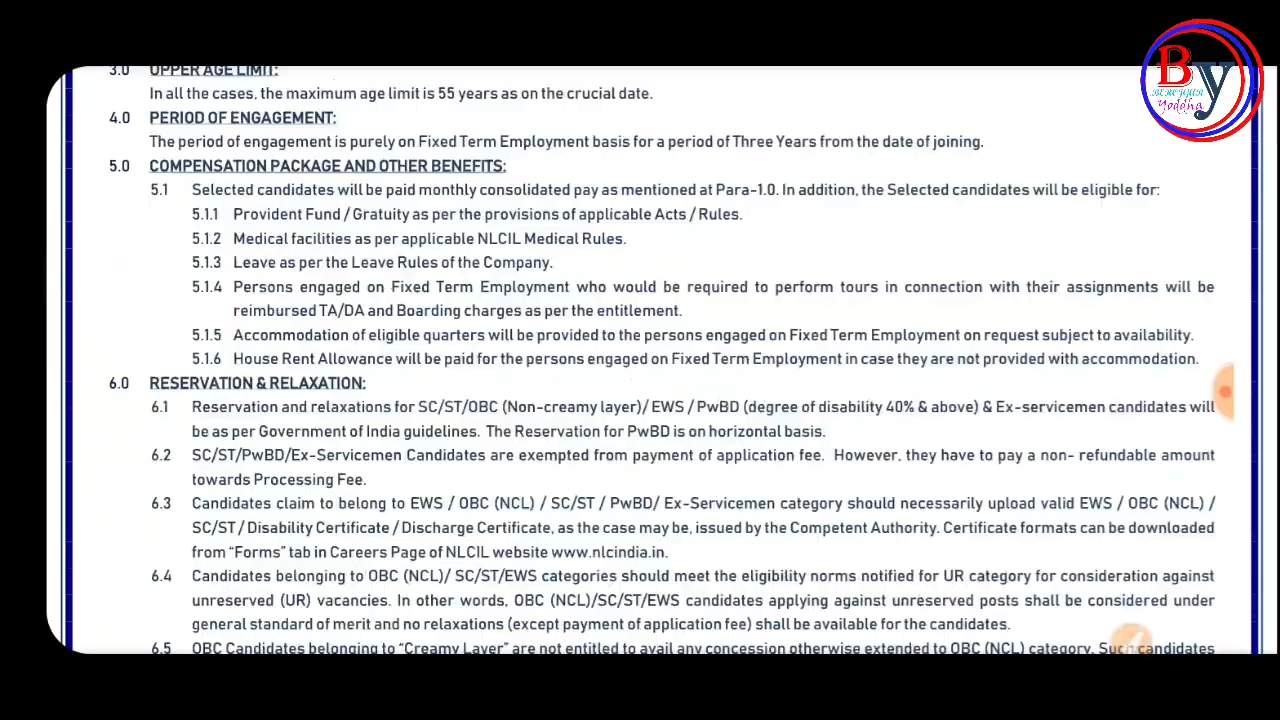 By
Yoddha
3.0 UPPER AGE LIMIT:
In all the cases, the maximum age limit is 55 years as on the crucial date.
4.0 PERIOD OF ENGAGEMENT:
The period of engagement is purely on Fixed Term Employment basis for a period of Three Years from the date of joining.
5.0 COMPENSATION PACKAGE AND OTHER BENEFITS:
5.1 Selected candidates will be paid monthly consolidated pay as mentioned at Para-1.0. In addition, the Selected candidates will be eligible for:
5.1.1 Provident Fund / Gratuity as per the provisions of applicable Acts / Rules.
5.1.2 Medical facilities as per applicable NLCIL Medical Rules.
5.1.3 Leave as per the Leave Rules of the Company.
5.1.4 Persons engaged on Fixed Term Employment who would be required to perform tours in connection with their assignments will be
reimbursed TA/DA and Boarding charges as per the entitlement.
5.1.5 Accommodation of eligible quarters will be provided to the persons engaged on Fixed Term Employment on request subject to availability.
5.1.6 House Rent Allowance will be paid for the persons engaged on Fixed Term Employment in case they are not provided with accommodation.
6.0 RESERVATION & RELAXATION:
6.1 Reservation and relaxations for SC/ST/OBC (Non-creamy layer)/ EWS / PwBD (degree of disability 40% & above) & Ex-servicemen candidates will
be as per Government of India guidelines. The Reservation for PwBD is on horizontal basis.
6.2 SC/ST/PwBD/Ex-Servicemen Candidates are exempted from payment of application fee. However, they have to pay a non- refundable amount
towards Processing Fee.
6.3 Candidates claim to belong to EWS / OBC (NCL) / SC/ST / PwBD/ Ex-Servicemen category should necessarily upload valid EWS / OBC (NCL) /
SC/ST / Disability Certificate / Discharge Certificate, as the case may be, issued by the Competent Authority. Certificate formats can be downloaded
from “Forms” tab in Careers Page of NLCIL website www.nlcindia.in.
6.4 Candidates belonging to OBC (NCL)/ SC/ST/EWS categories should meet the eligibility norms notified for UR category for consideration against
unreserved (UR) vacancies. In other words, OBC (NCL)/SC/ST/EWS candidates applying against unreserved posts shall be considered under
general standard of merit and no relaxations (except payment of application fee) shall be available for the candidates.
6.5 OBC Candidates belonging to “Creamy Layer” are not entitled to avail any concession otherwise extended to OBC (NCL) category. Such candidates